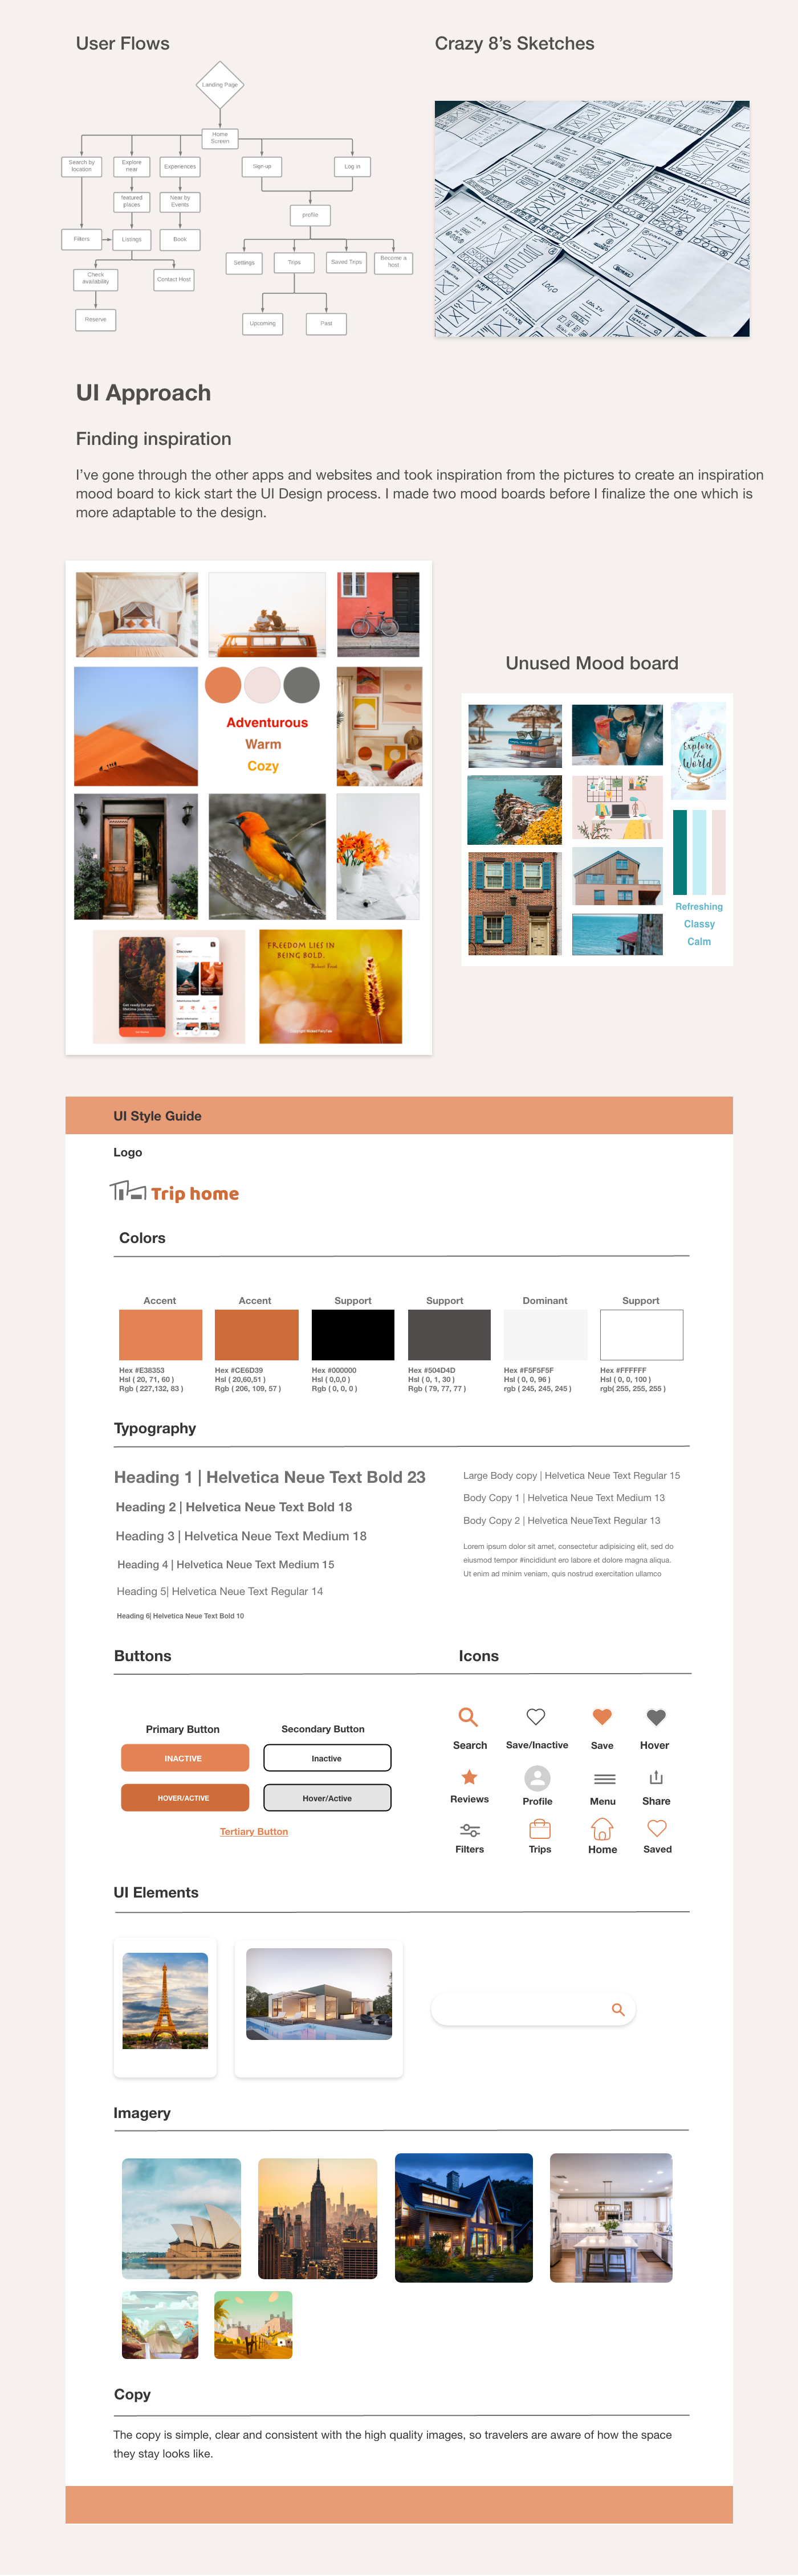 User Flows
Crazy 8's Sketches
Landing Page
Home
Screen
Search by
location
Explore
near
Experiences
Sign-up
Log in
featured
places
Near by
Events
profile
Filters
Listings
Book
Settings
Trips
Saved Trips
Become a
host
Check
availability
Contact Host
Reserve
Upcoming
Past
LOGO
LOGIN
UI Approach
Finding inspiration
I've gone through the other apps and websites and took inspiration from the pictures to create an inspiration
mood board to kick start the UI Design process. I made two mood boards before I finalize the one which is
more adaptable to the design.
Adventurous
Warm
Cozy
Discover
FREEDOM LIES IN
BEING BOLD.
Robert Frost
Unused Mood board
Explore
the
World
Refreshing
Classy
Calm
UI Style Guide
Logo
Trip home
Colors
Accent
Accent
Support
Support
Dominant
Support
Hex #E38353
Hsl ( 20, 71, 60 )
Rgb ( 227,132, 83 )
Hex #CE6D39
Hsl ( 20,60,51 )
Rgb ( 206, 109, 57 )
Hex #000000
Hsl ( 0,0,0 )
Rgb ( 0, 0, 0 )
Hex #504D4D
Hsl ( 0, 1, 30 )
Rgb ( 79, 77, 77 )
Hex #F5F5F5F
Hsl ( 0, 0, 96 )
rgb ( 245, 245, 245 )
Hex #FFFFFF
Hsl ( 0, 0, 100 )
rgb( 255, 255, 255 )
Typography
Heading 1 | Helvetica Neue Text Bold 23
Heading 2 | Helvetica Neue Text Bold 18
Heading 3 | Helvetica Neue Text Medium 18
Heading 4 | Helvetica Neue Text Medium 15
Heading 5| Helvetica Neue Text Regular 14
Heading 6| Helvetica Neue Text Bold 10
Large Body copy | Helvetica Neue Text Regular 15
Body Copy 1 | Helvetica Neue Text Medium 13
Body Copy 2 | Helvetica NeueText Regular 13
Lorem ipsum dolor sit amet, consectetur adipisicing elit, sed do
eiusmod tempor #incididunt ero labore et dolore magna aliqua.
Ut enim ad minim veniam, quis nostrud exercitation ullamco
Buttons
Icons
Primary Button
Secondary Button
INACTIVE
Inactive
HOVER/ACTIVE
Hover/Active
Tertiary Button
Search
Save/Inactive
Save
Hover
Reviews
Profile
Menu
Share
Filters
Trips
Home
Saved
UI Elements
Imagery
Copy
The copy is simple, clear and consistent with the high quality images, so travelers are aware of how the space
they stay looks like.